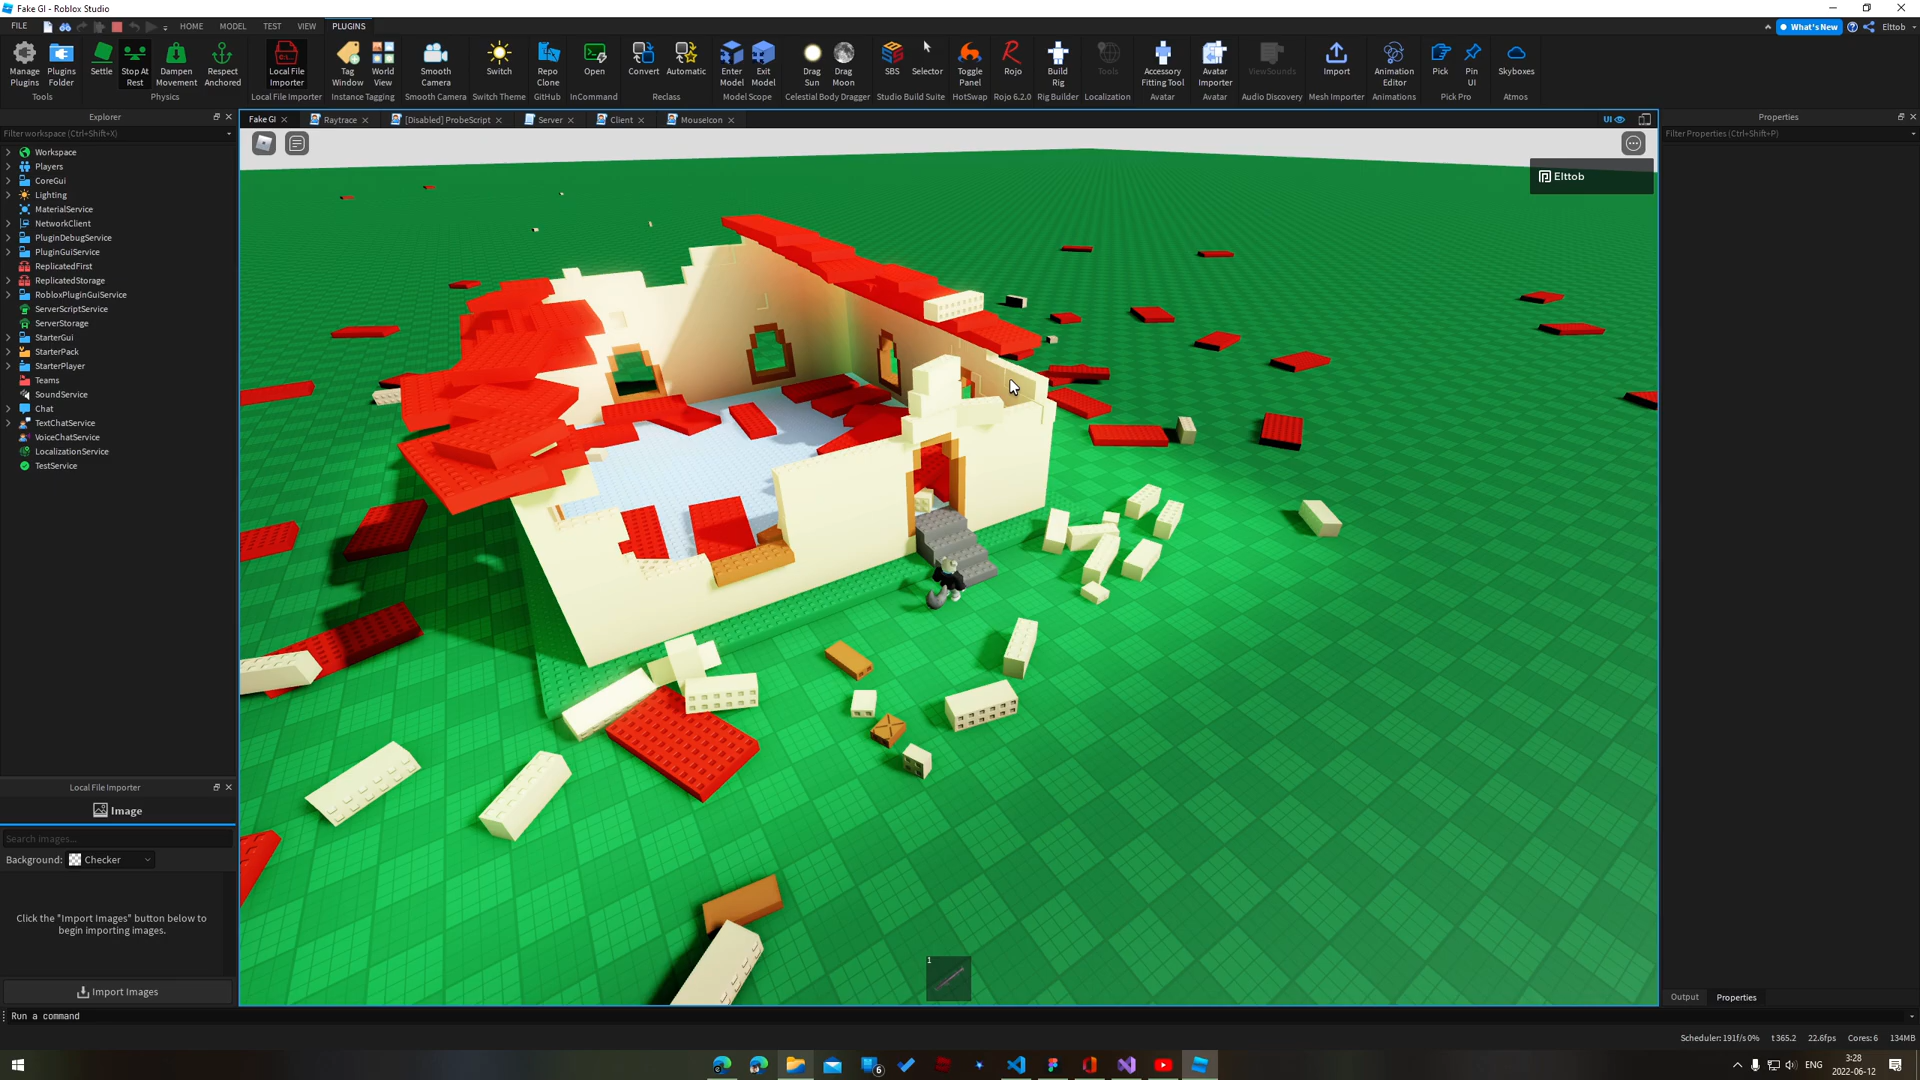 Fake GI - Roblox Studio
FILE HOME MODEL TEST VIEW PLUGINS What's New Elttob
Manage Plugins
Plugins Folder
Settle
Stop At Rest
Dampen Movement
Respect Anchored
Local File Importer
Tag Window
World View
Smooth Camera
Switch
Repo Clone
Open
Convert
Automatic
Enter Model
Exit Model
Drag Sun
Drag Moon
SBS
Selector
Toggle Panel
Rojo
Build Rig
Tools
Accessory Fitting Tool
Avatar Importer
ViewSounds
Import
Animation Editor
Pick
Pin UI
Skyboxes
Tools Physics Local File Importer Instance Tagging Smooth Camera Switch Theme GitHub InCommand Reclass Model Scope Celestial Body Dragger Studio Build Suite HotSwap Rojo 6.2.0 Rig Builder Localization Avatar Avatar Audio Discovery Mesh Importer Animations Pick Pro Atmos
Explorer
Filter workspace (Ctrl+Shift+X)
Workspace
Players
CoreGui
Lighting
MaterialService
NetworkClient
PluginDebugService
PluginGuiService
ReplicatedFirst
ReplicatedStorage
RobloxPluginGuiService
ServerScriptService
ServerStorage
StarterGui
StarterPack
StarterPlayer
Teams
SoundService
Chat
TextChatService
VoiceChatService
LocalizationService
TestService
Fake GI Raytrace [Disabled] ProbeScript Server Client MouseIcon UI
Elttob
1
Properties
Filter Properties (Ctrl+Shift+P)
Local File Importer
Image
Search images...
Background: Checker
Click the "Import Images" button below to
begin importing images.
Import Images
Output Properties
Run a command
Scheduler: 191f/s 0% t 365.2 22.6fps Cores: 6 134MB
6
ENG
3:28
2022-06-12